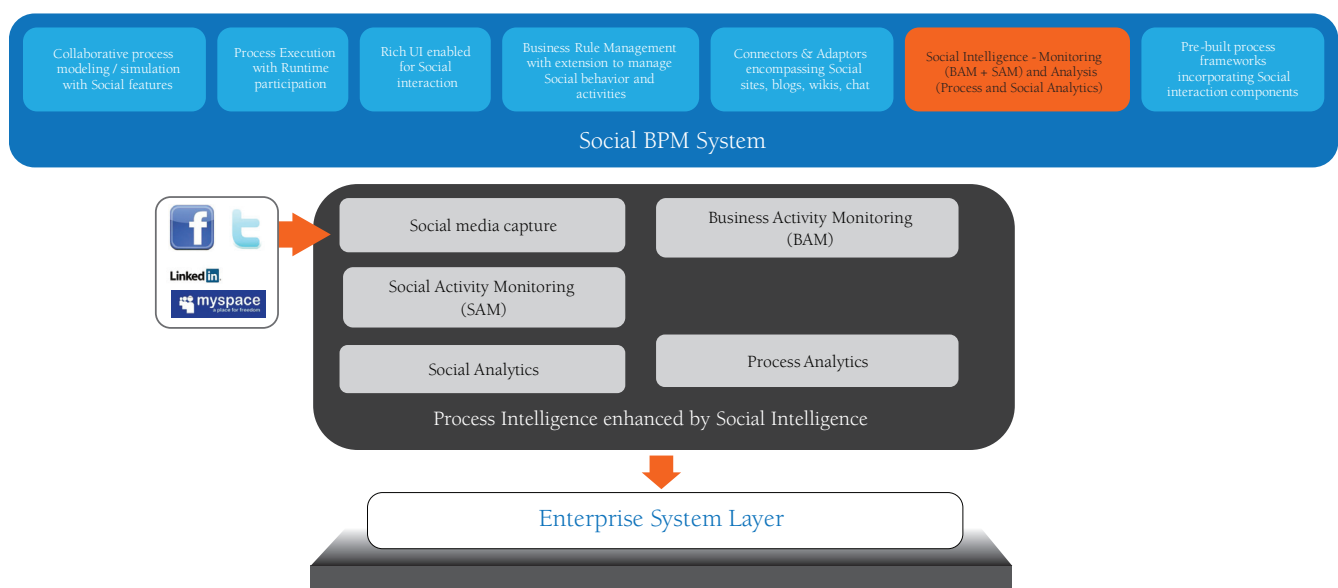 Collaborative process
modeling / simulation
with Social features
Process Execution
with Runtime
participation
Rich UI enabled
for Social
interaction
Business Rule Management
with extension to manage
Social behavior and
activities
Connectors & Adaptors
encompassing Social
sites, blogs, wikis, chat
Social Intelligence - Monitoring
(BAM + SAM) and Analysis
(Process and Social Analytics)
Pre-built process
frameworks
incorporating Social
interaction components
Social BPM System
f
t
Linked in
myspace
a place for freedom
Social media capture
Business Activity Monitoring
(BAM)
Social Activity Monitoring
(SAM)
Social Analytics
Process Analytics
Process Intelligence enhanced by Social Intelligence
Enterprise System Layer